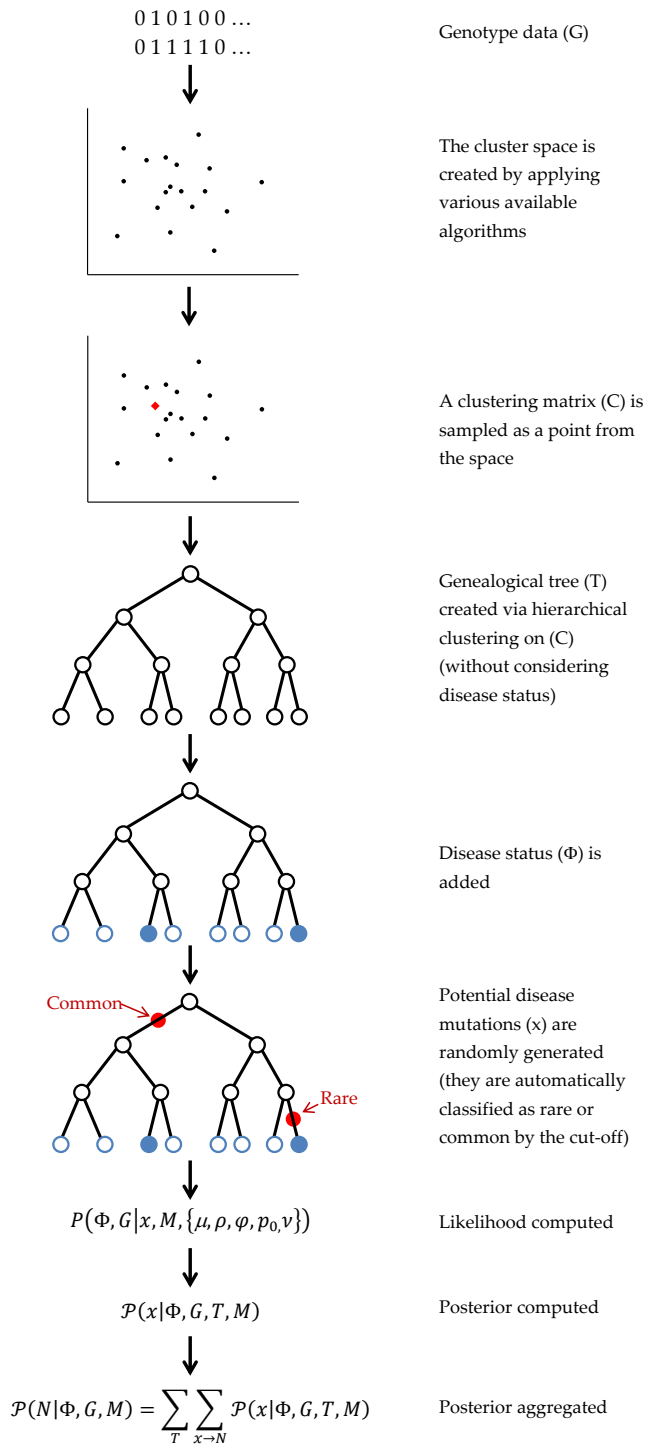 0 1 0 1 0 0 …
0 1 1 1 1 0 …
Genotype data (G)
The cluster space is
created by applying
various available
algorithms
A clustering matrix (C) is
sampled as a point from
the space
Genealogical tree (T)
created via hierarchical
clustering on (C)
(without considering
disease status)
Disease status (Φ) is
added
Common
Rare
Potential disease
mutations (x) are
randomly generated
(they are automatically
classified as rare or
common by the cut-off)
P(Φ, G|x, M, {μ, ρ, φ, p₀, ν})
Likelihood computed
𝒫(x|Φ, G, T, M)
Posterior computed
𝒫(N|Φ, G, M) = ∑_T ∑_{x→N} 𝒫(x|Φ, G, T, M)
Posterior aggregated